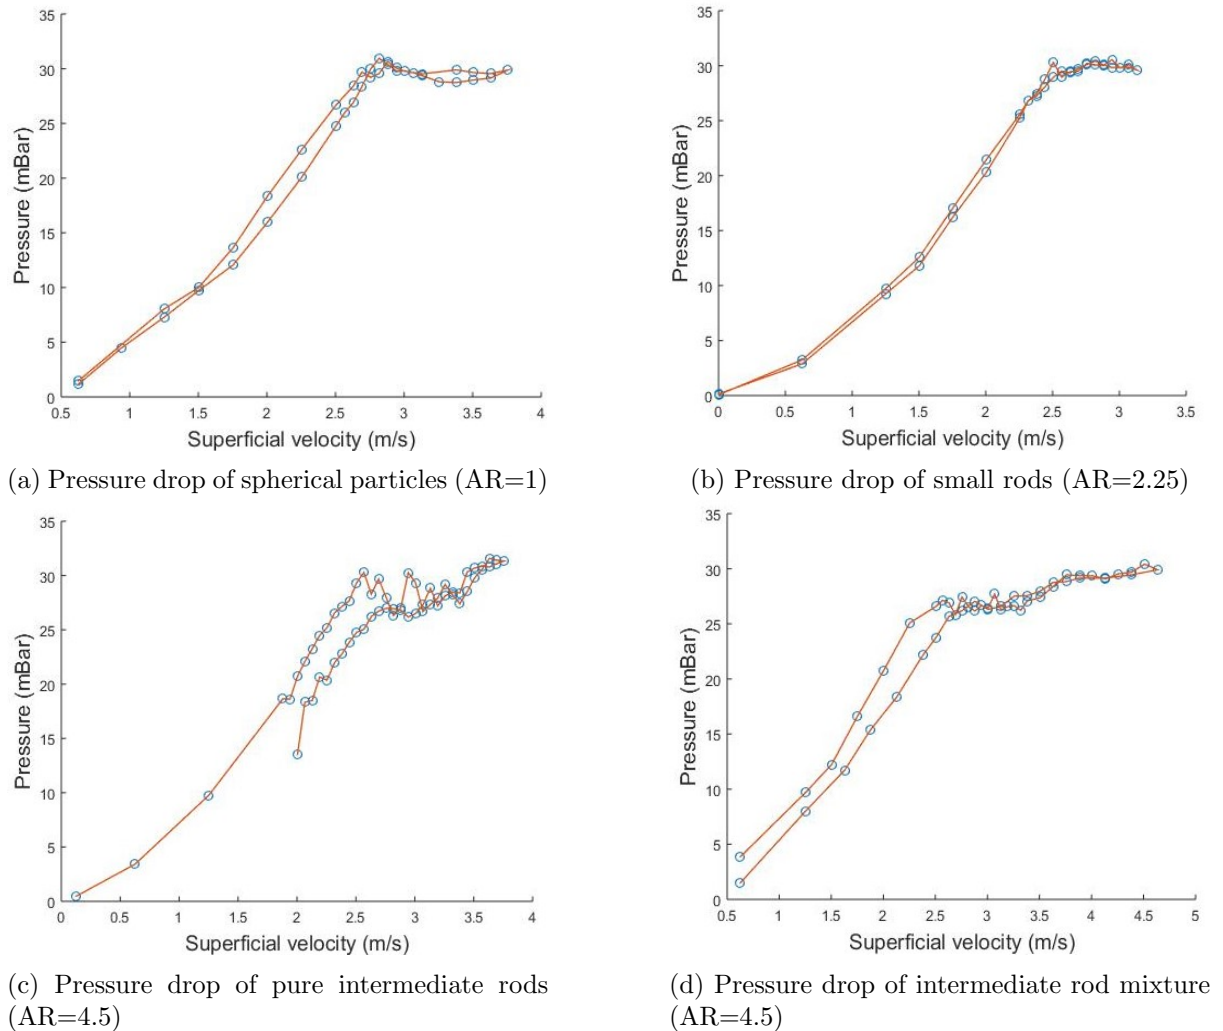 35
30
25
20
15
10
5
0
Pressure (mBar)
0.5 1 1.5 2 2.5 3 3.5 4
Superficial velocity (m/s)
(a) Pressure drop of spherical particles (AR=1)
35
30
25
20
15
10
5
0
Pressure (mBar)
0 0.5 1 1.5 2 2.5 3 3.5
Superficial velocity (m/s)
(b) Pressure drop of small rods (AR=2.25)
35
30
25
20
15
10
5
0
Pressure (mBar)
0 0.5 1 1.5 2 2.5 3 3.5 4
Superficial velocity (m/s)
(c) Pressure drop of pure intermediate rods
(AR=4.5)
35
30
25
20
15
10
5
0
Pressure (mBar)
0.5 1 1.5 2 2.5 3 3.5 4 4.5 5
Superficial velocity (m/s)
(d) Pressure drop of intermediate rod mixture
(AR=4.5)